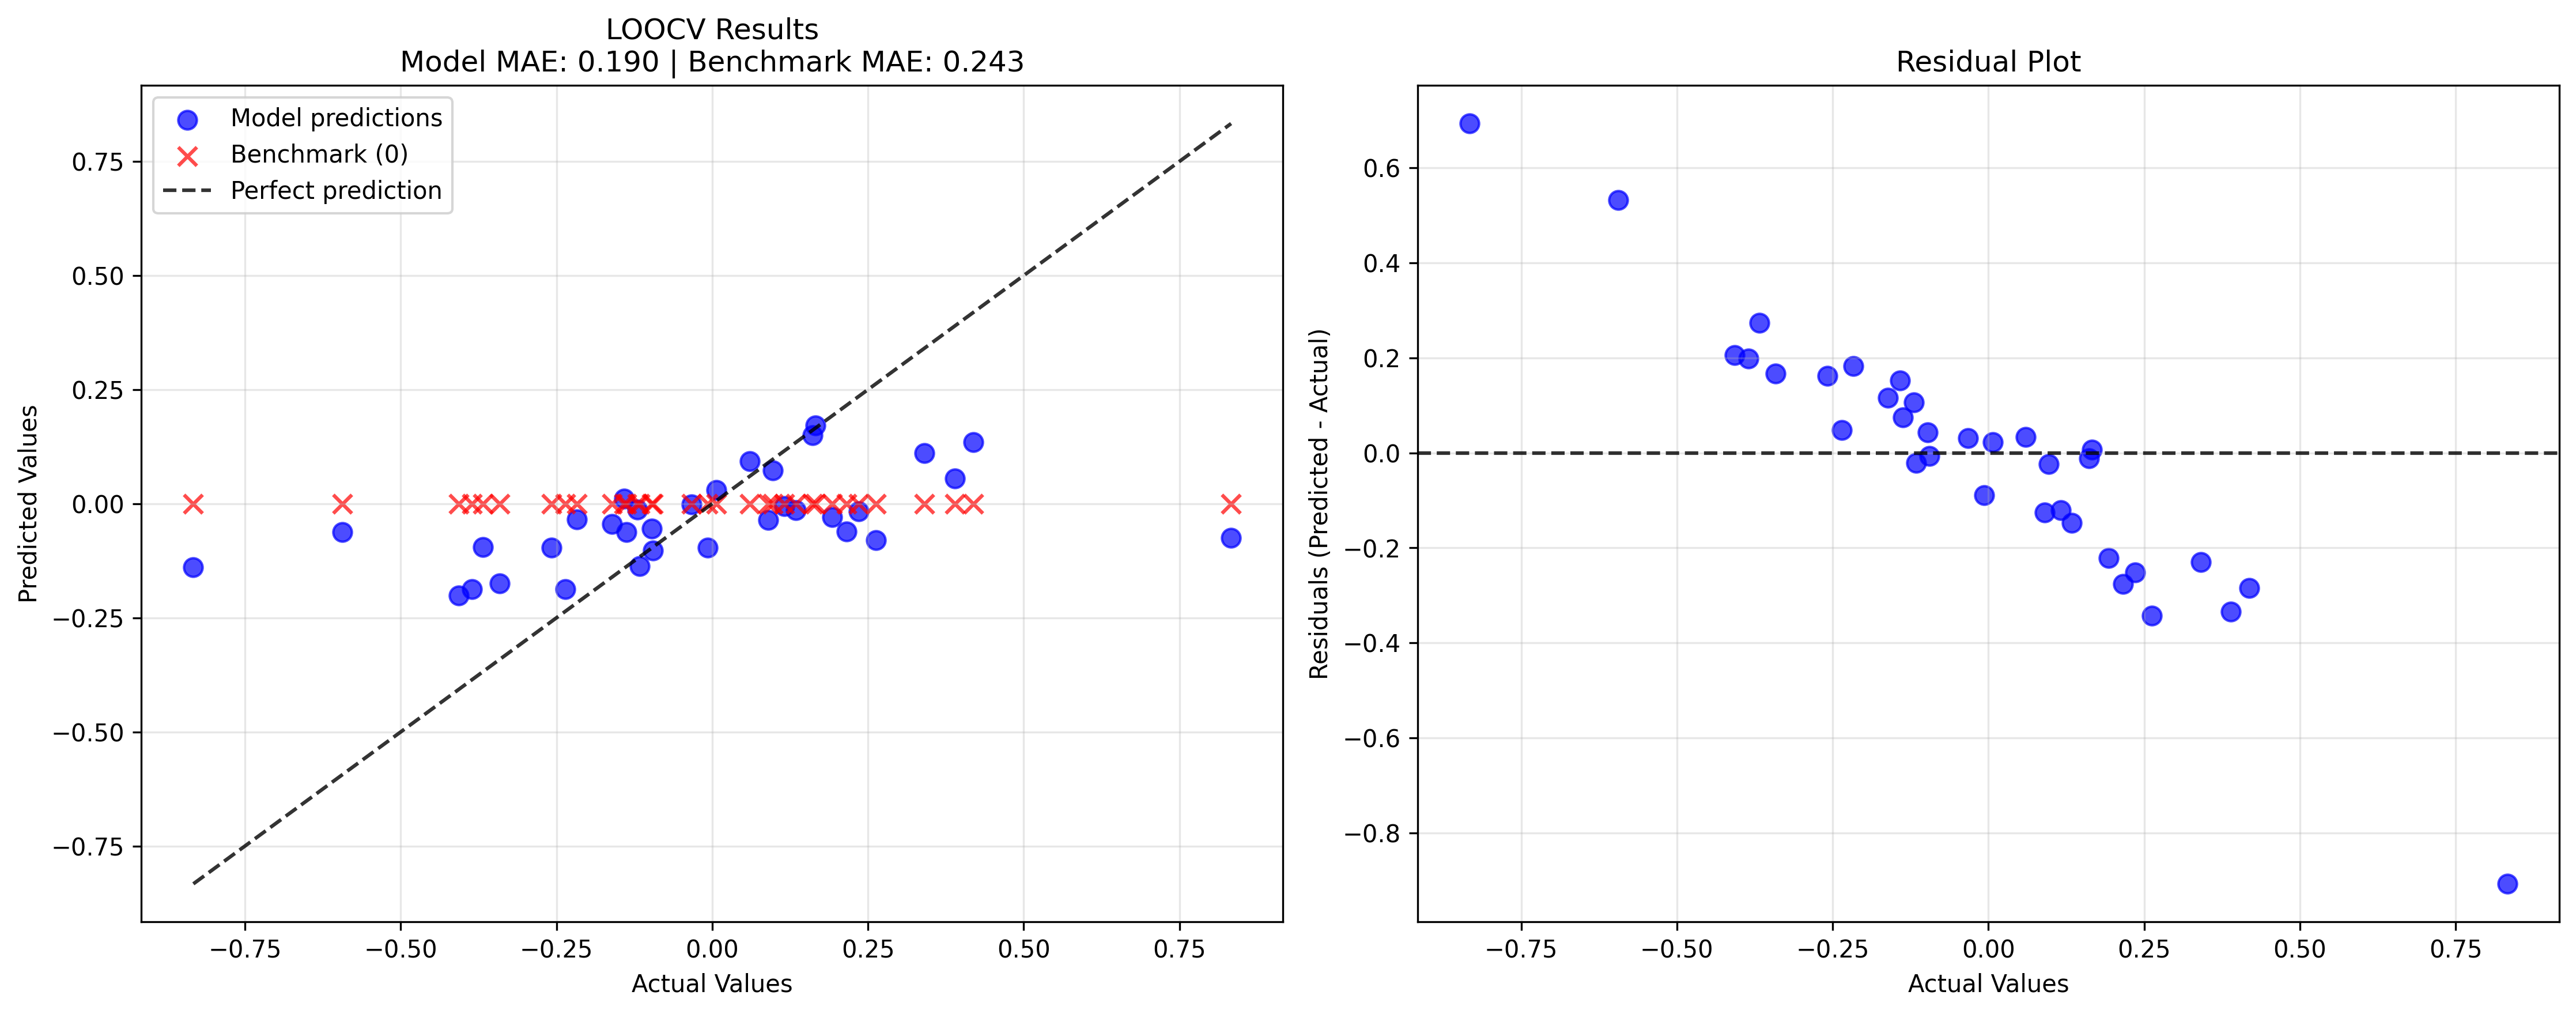 LOOCV Results
Model MAE: 0.190 | Benchmark MAE: 0.243
Model predictions
Benchmark (0)
Perfect prediction
0.75
0.50
0.25
0.00
−0.25
−0.50
−0.75
Predicted Values
−0.75 −0.50 −0.25 0.00 0.25 0.50 0.75
Actual Values
Residual Plot
0.6
0.4
0.2
0.0
−0.2
−0.4
−0.6
−0.8
Residuals (Predicted - Actual)
−0.75 −0.50 −0.25 0.00 0.25 0.50 0.75
Actual Values